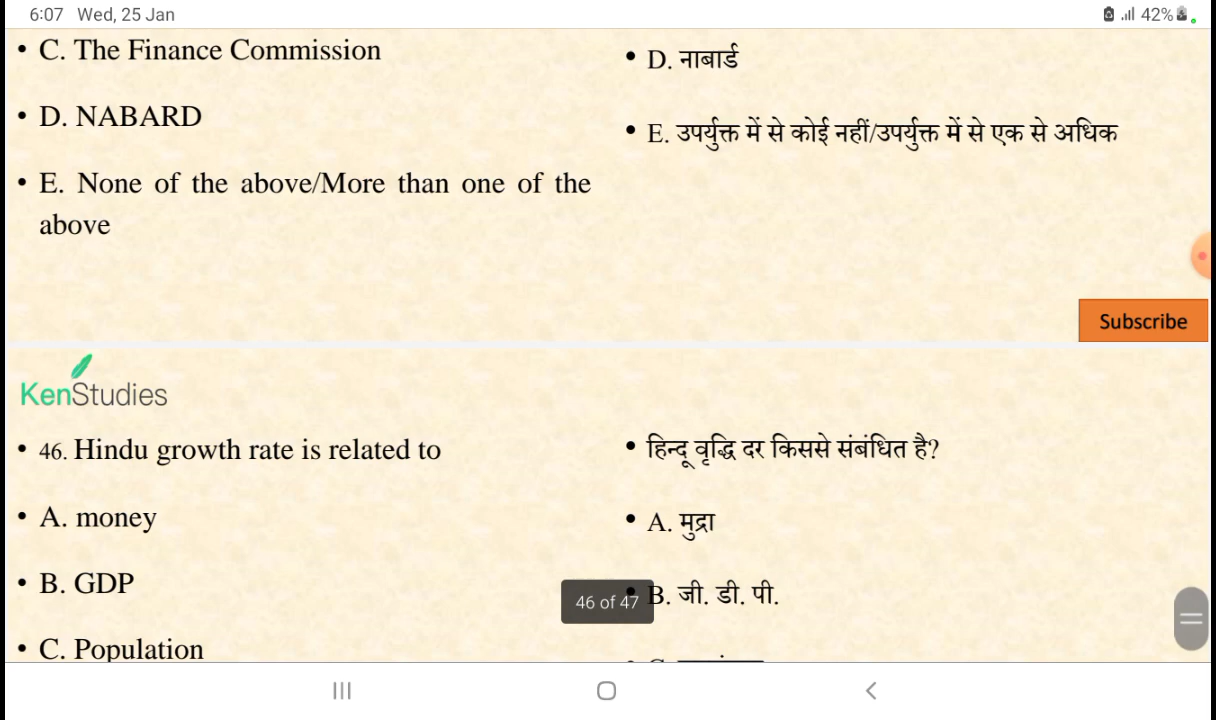 6:07 Wed, 25 Jan
42%
• C. The Finance Commission
• D. NABARD
• E. None of the above/More than one of the
above
• D. नाबार्ड
• E. उपर्युक्त में से कोई नहीं/उपर्युक्त में से एक से अधिक
Subscribe
KenStudies
• 46. Hindu growth rate is related to
• A. money
• B. GDP
• C. Population
• हिन्दू वृद्धि दर किससे संबंधित है?
• A. मुद्रा
• B. जी. डी. पी.
46 of 47